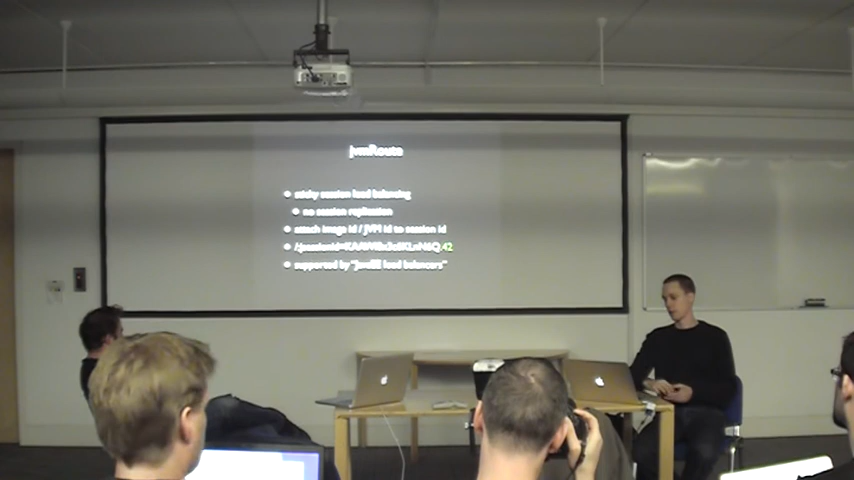 jvmRoute
sticky session load balancing
no session replication
attach image id / JVM id to session id
supported by "JavaEE load balancers"